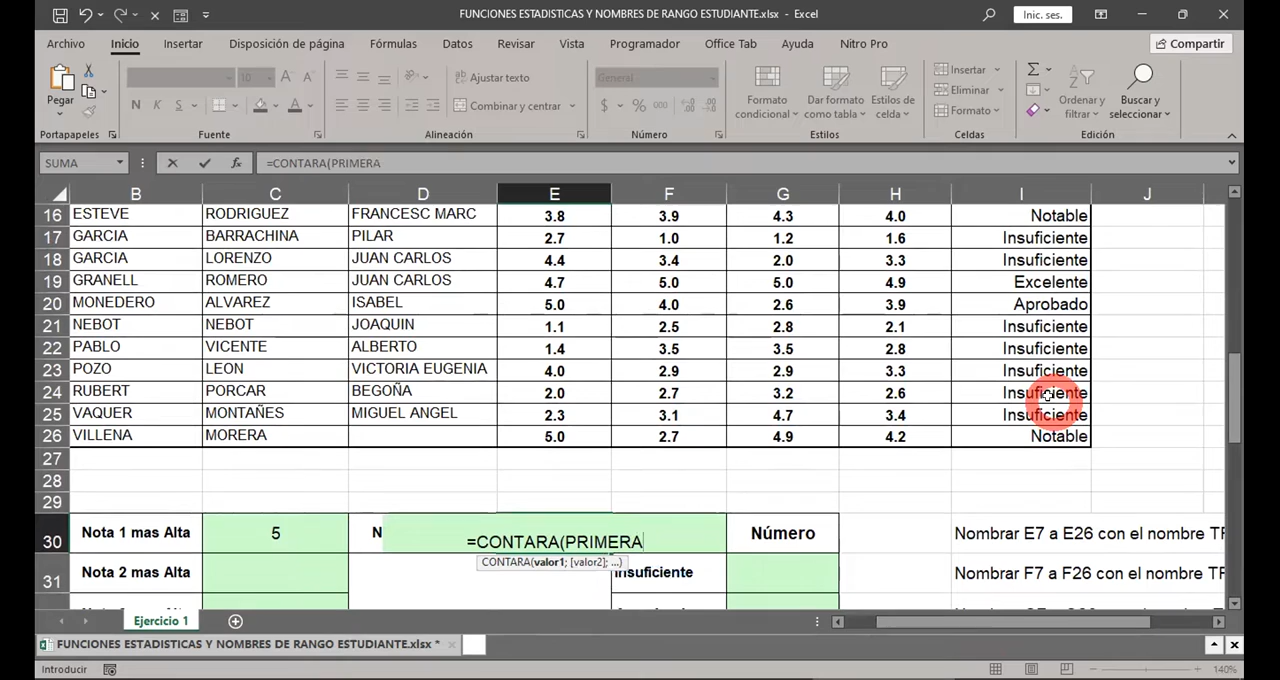 FUNCIONES ESTADISTICAS Y NOMBRES DE RANGO ESTUDIANTE.xlsx - Excel
Inic. ses.
Archivo Inicio Insertar Disposición de página Fórmulas Datos Revisar Vista Programador Office Tab Ayuda Nitro Pro Compartir
Pegar
10 A A
N K S A
Ajustar texto
Combinar y centrar
General
$ % 000
Formato condicional
Dar formato como tabla
Estilos de celda
Insertar
Eliminar
Formato
Ordenar y filtrar
Buscar y seleccionar
Portapapeles Fuente Alineación Número Estilos Celdas Edición
SUMA fx =CONTARA(PRIMERA
B C D E F G H I J
16 ESTEVE RODRIGUEZ FRANCESC MARC 3.8 3.9 4.3 4.0 Notable
17 GARCIA BARRACHINA PILAR 2.7 1.0 1.2 1.6 Insuficiente
18 GARCIA LORENZO JUAN CARLOS 4.4 3.4 2.0 3.3 Insuficiente
19 GRANELL ROMERO JUAN CARLOS 4.7 5.0 5.0 4.9 Excelente
20 MONEDERO ALVAREZ ISABEL 5.0 4.0 2.6 3.9 Aprobado
21 NEBOT NEBOT JOAQUIN 1.1 2.5 2.8 2.1 Insuficiente
22 PABLO VICENTE ALBERTO 1.4 3.5 3.5 2.8 Insuficiente
23 POZO LEON VICTORIA EUGENIA 4.0 2.9 2.9 3.3 Insuficiente
24 RUBERT PORCAR BEGOÑA 2.0 2.7 3.2 2.6 Insuficiente
25 VAQUER MONTAÑES MIGUEL ANGEL 2.3 3.1 4.7 3.4 Insuficiente
26 VILLENA MORERA 5.0 2.7 4.9 4.2 Notable
27
28
29
30 Nota 1 mas Alta 5 N =CONTARA(PRIMERA Número Nombrar E7 a E26 con el nombre
CONTARA(valor1; [valor2]; ...)
31 Nota 2 mas Alta Insuficiente Nombrar F7 a F26 con el nombre
Ejercicio 1
FUNCIONES ESTADISTICAS Y NOMBRES DE RANGO ESTUDIANTE.xlsx *
Introducir 140%